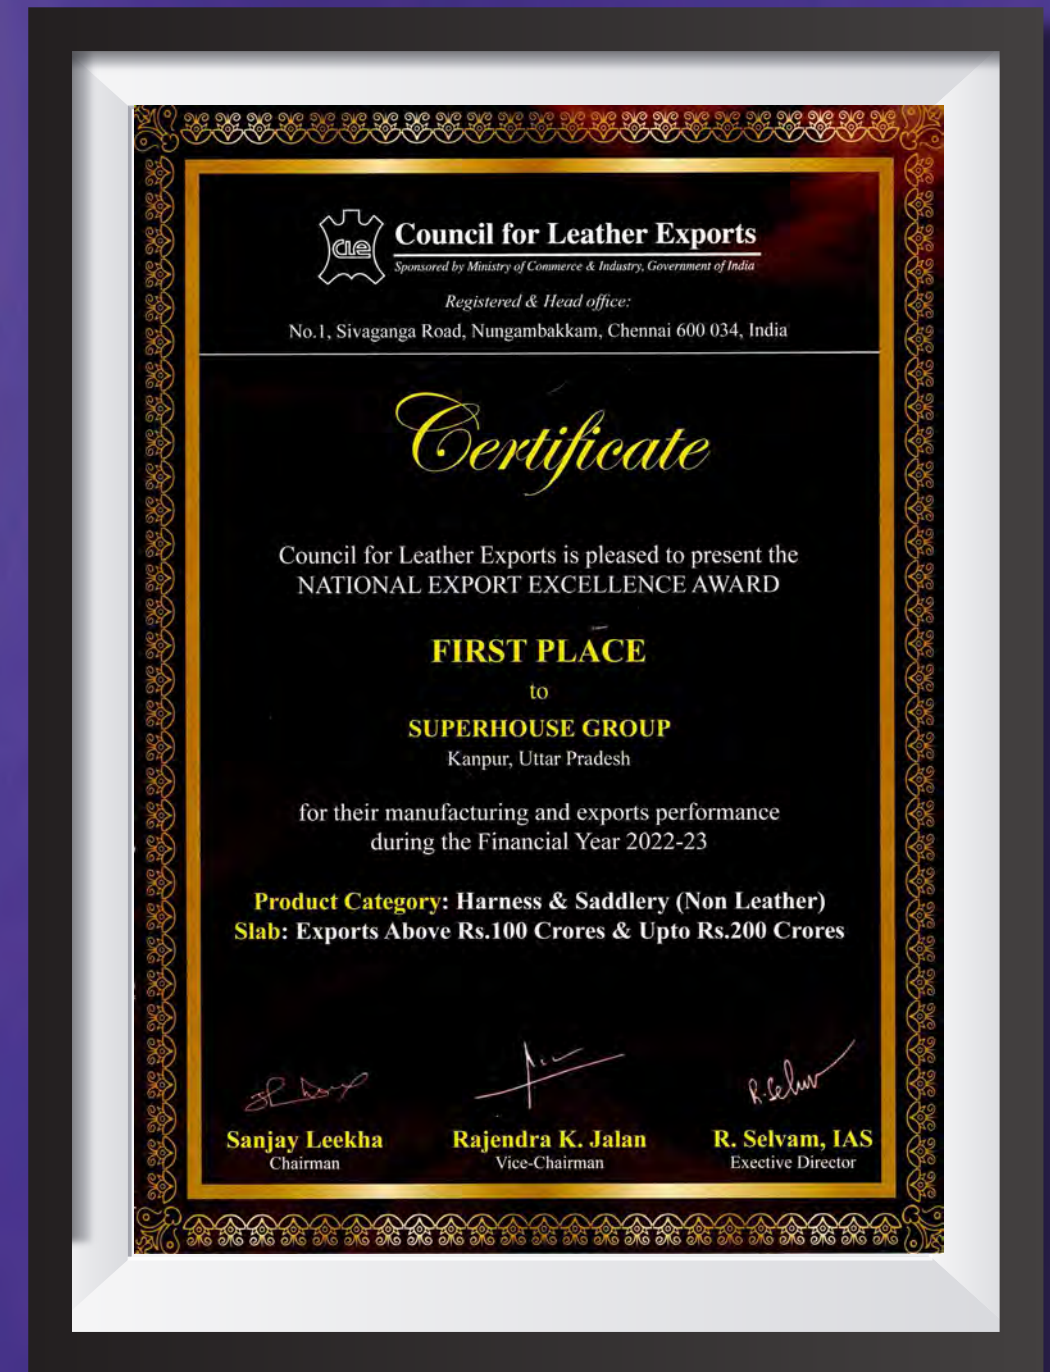 CLE
Council for Leather Exports
Sponsored by Ministry of Commerce & Industry, Government of India
Registered & Head office:
No.1, Sivaganga Road, Nungambakkam, Chennai 600 034, India
Certificate
Council for Leather Exports is pleased to present the
NATIONAL EXPORT EXCELLENCE AWARD
FIRST PLACE
to
SUPERHOUSE GROUP
Kanpur, Uttar Pradesh
for their manufacturing and exports performance
during the Financial Year 2022-23
Product Category: Harness & Saddlery (Non Leather)
Slab: Exports Above Rs.100 Crores & Upto Rs.200 Crores
R. Selvam
Sanjay Leekha Rajendra K. Jalan R. Selvam, IAS
Chairman Vice-Chairman Exective Director